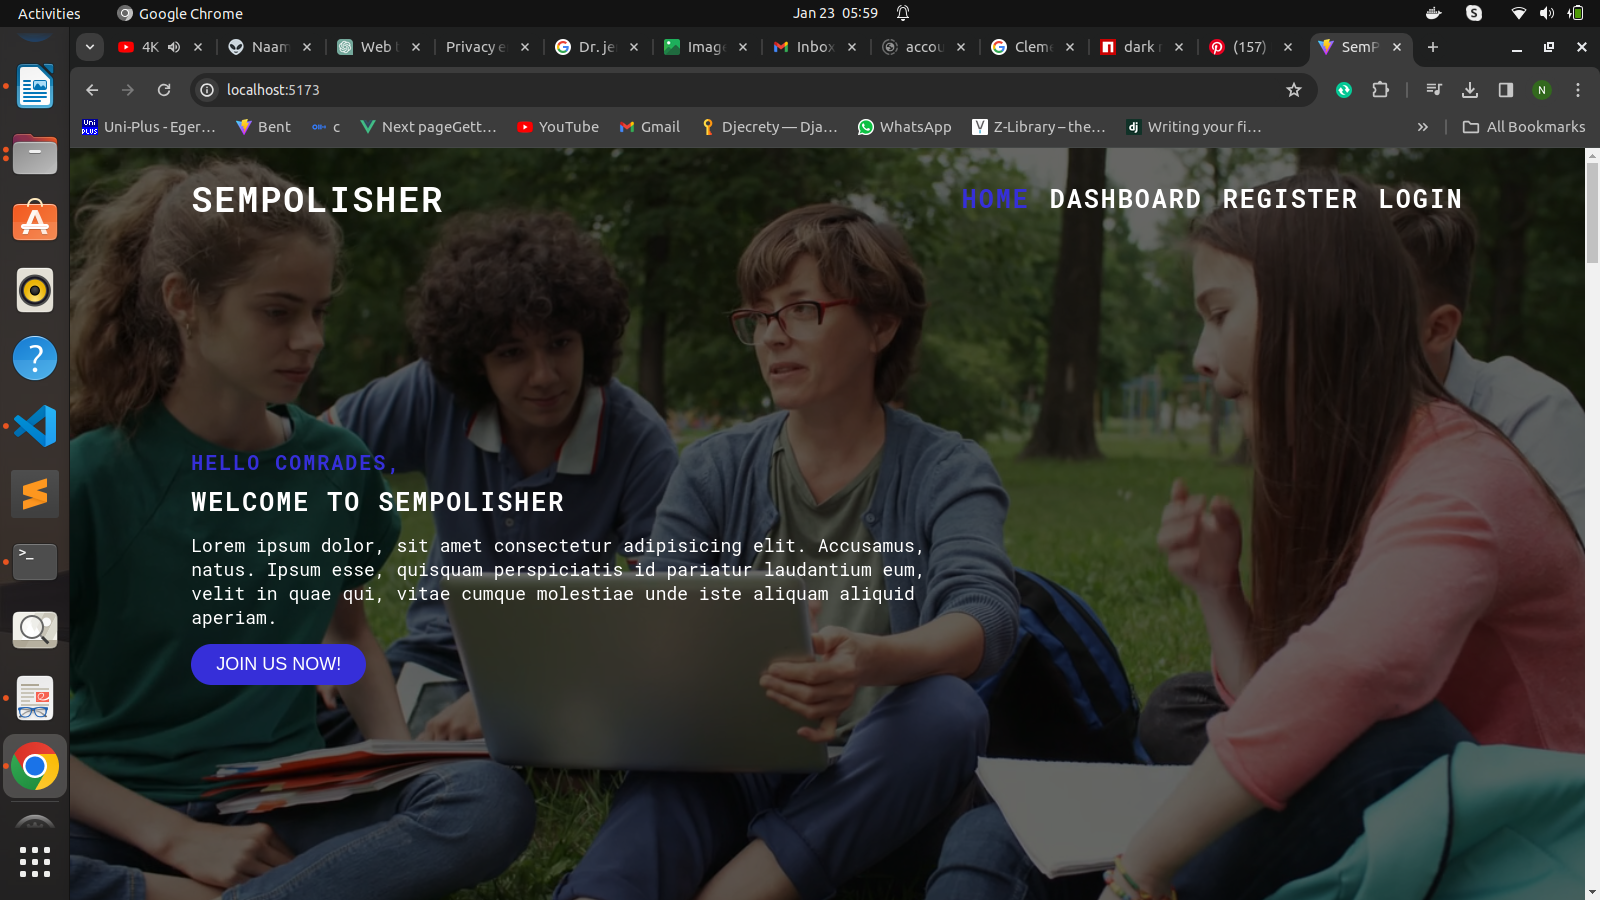 Activities
Google Chrome
Jan 23 05:59
4K
Naam
Web t
Privacy e
Dr. je
Image
Inbox
accou
Cleme
dark r
(157)
SemP
localhost:5173
N
Uni-Plus - Eger…
Bent
c
Next pageGett…
YouTube
Gmail
Djecrety — Dja…
WhatsApp
Z-Library – the…
Writing your fi…
»
All Bookmarks
SEMPOLISHER
HOME DASHBOARD REGISTER LOGIN
HELLO COMRADES,
WELCOME TO SEMPOLISHER
Lorem ipsum dolor, sit amet consectetur adipisicing elit. Accusamus,
natus. Ipsum esse, quisquam perspiciatis id pariatur laudantium eum,
velit in quae qui, vitae cumque molestiae unde iste aliquam aliquid
aperiam.
JOIN US NOW!